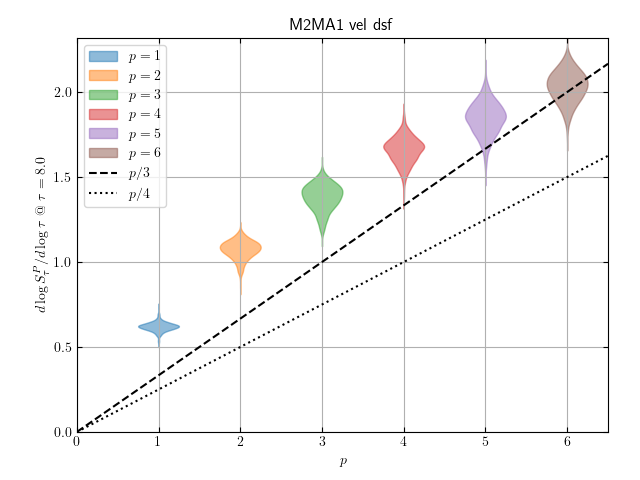 M2MA1 vel dsf
p = 1
p = 2
p = 3
p = 4
p = 5
p = 6
p/3
p/4
d log S_τ^P / d log τ @ τ = 8.0
2.0
1.5
1.0
0.5
0.0
0 1 2 3 4 5 6
p